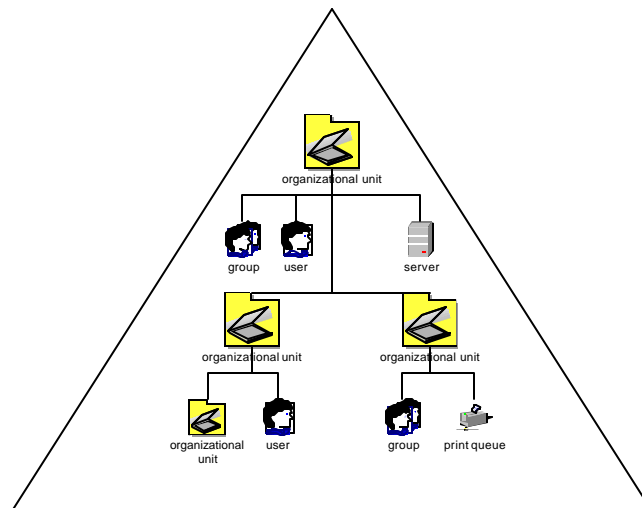 organizational unit
group
user
server
organizational unit
organizational unit
organizational
unit
user
group
print queue